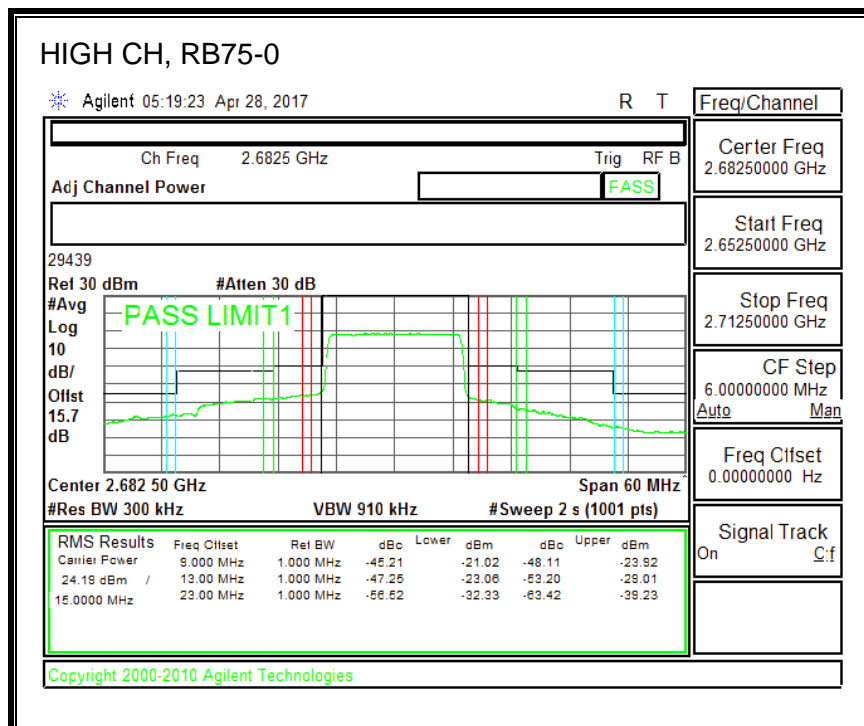 HIGH CH, RB75-0
Agilent 05:19:23 Apr 28, 2017 R T
Freq/Channel
Ch Freq 2.6825 GHz Trig RF B
Adj Channel Power PASS
29439
Ref 30 dBm #Atten 30 dB
#Avg
Log
10
dB/
Offst
15.7
dB
PASS LIMIT1
Center 2.682 50 GHz Span 60 MHz
#Res BW 300 kHz VBW 910 kHz #Sweep 2 s (1001 pts)
RMS Results Freq Offset Ref BW dBc Lower dBm dBc Upper dBm
Carrier Power 9.000 MHz 1.000 MHz -45.21 -21.02 -48.11 -23.92
24.19 dBm / 13.00 MHz 1.000 MHz -47.25 -23.06 -53.20 -29.01
15.0000 MHz 23.00 MHz 1.000 MHz -56.52 -32.33 -63.42 -39.23
Copyright 2000-2010 Agilent Technologies
Center Freq
2.68250000 GHz
Start Freq
2.65250000 GHz
Stop Freq
2.71250000 GHz
CF Step
6.00000000 MHz
Auto Man
Freq Offset
0.00000000 Hz
Signal Track
On Off